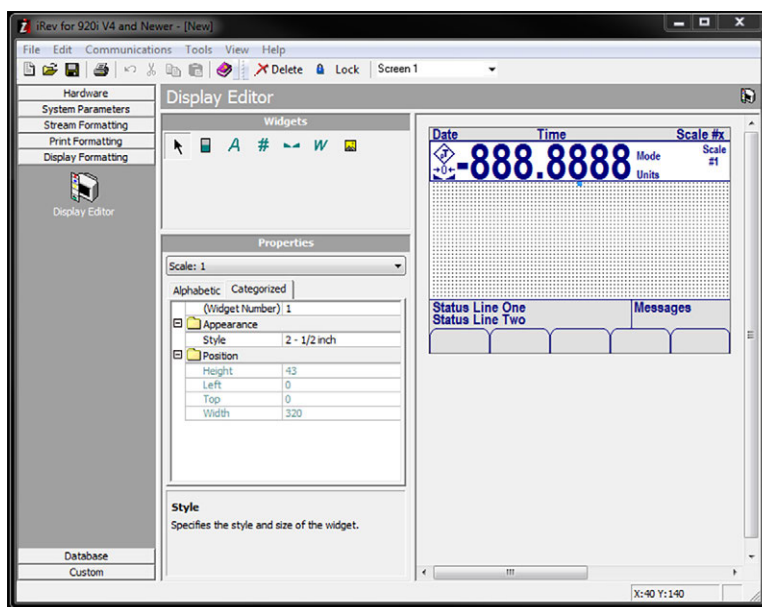 iRev for 920i V4 and Newer - [New]
File Edit Communications Tools View Help
Delete Lock Screen 1
Hardware
System Parameters
Stream Formatting
Print Formatting
Display Formatting
Display Editor
Database
Custom
Display Editor
Widgets
A # W
Properties
Scale: 1
Alphabetic Categorized
(Widget Number) 1
Appearance
Style 2 - 1/2 inch
Position
Height 43
Left 0
Top 0
Width 320
Style
Specifies the style and size of the widget.
Date Time Scale #x
-888.8888 Mode Scale
Units #1
→0←
Status Line One Messages
Status Line Two
X:40 Y:140